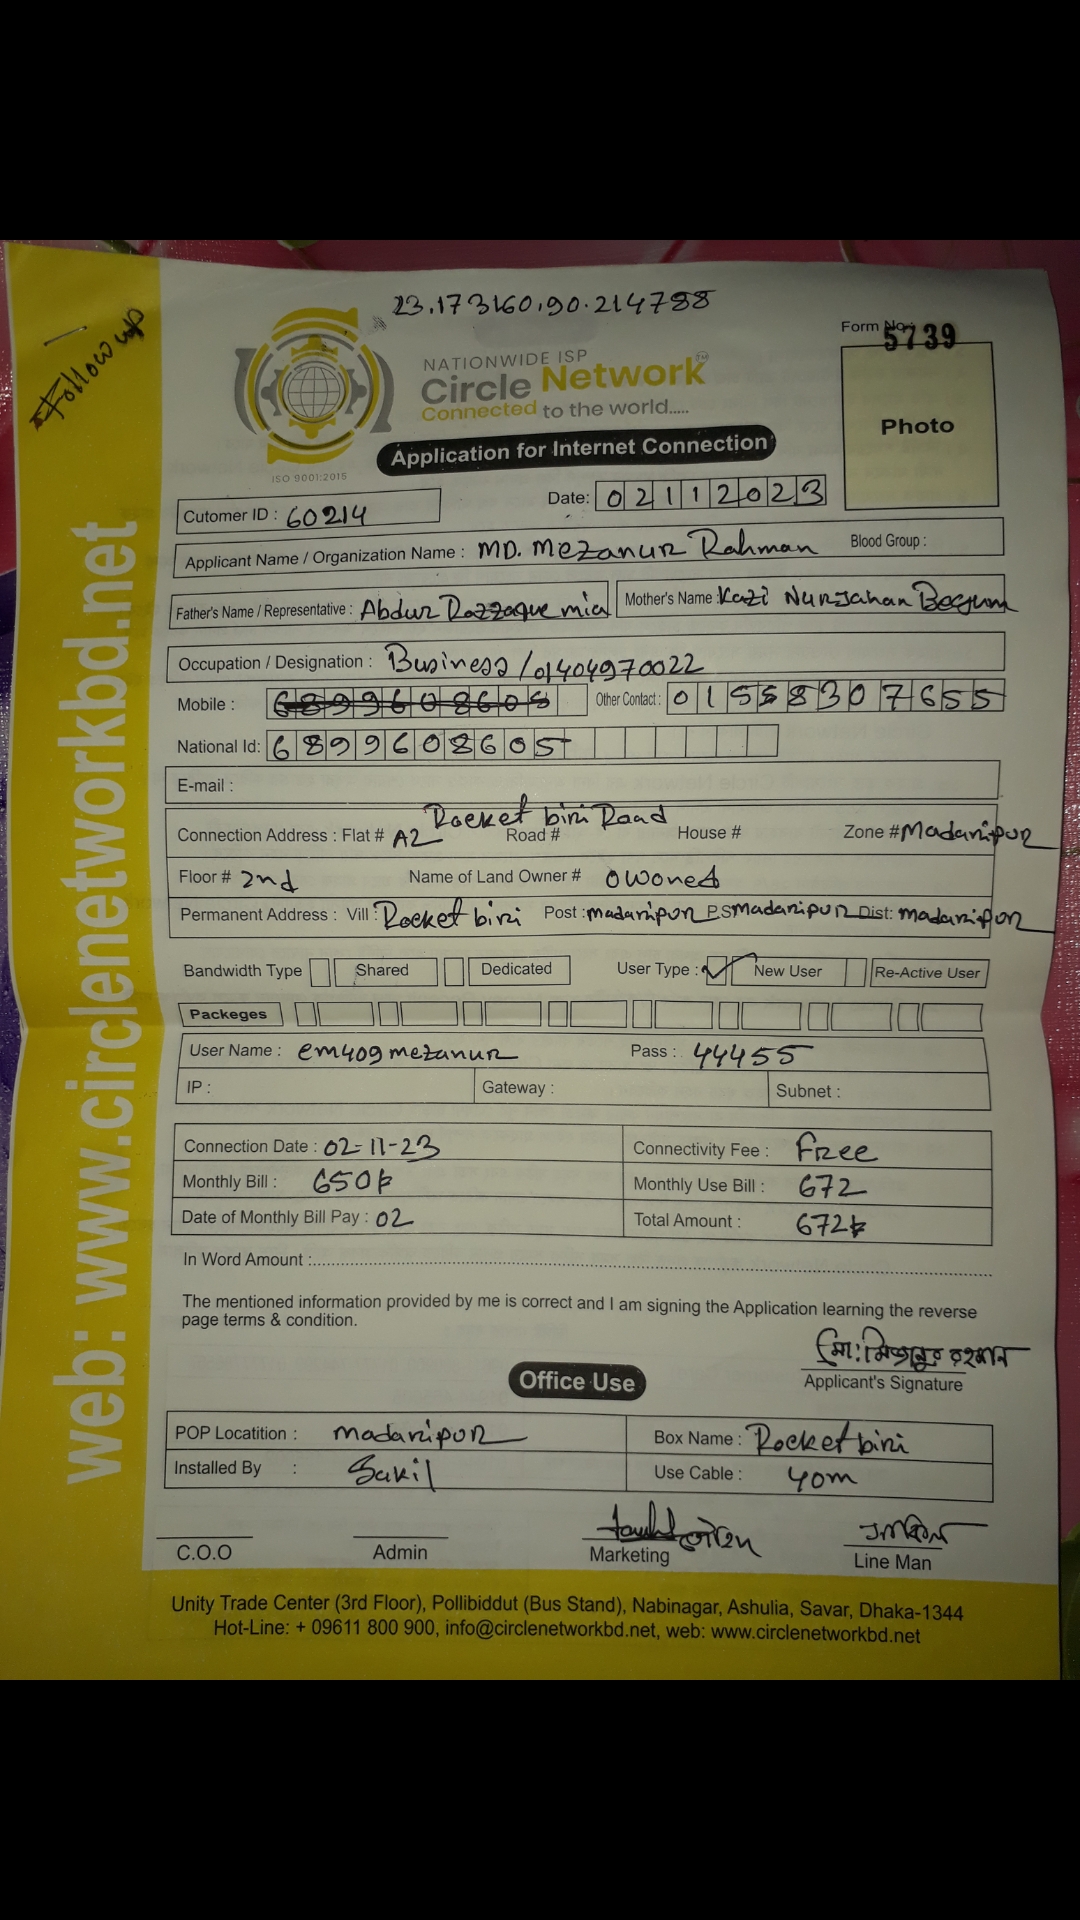 23.173160,90.214788
Follow up
Form No. 5739
NATIONWIDE ISP
Circle Network™
Connected to the world.....
ISO 9001:2015
Photo
Application for Internet Connection
Date: 02112023
Cutomer ID : 60214
Applicant Name / Organization Name : MD. Mezanur Rahman Blood Group :
Father's Name / Representative : Abdur Razzaque mia Mother's Name : Kazi Nurjahan Beegum
Occupation / Designation : Business /01404970022
Mobile : 6899608605 Other Contact : 01558307655
National Id: 6899608605
E-mail :
Rocket biri Road
Connection Address : Flat # A2 Road # House # Zone # Madaripur
Floor # 2nd Name of Land Owner # owoned
Permanent Address : Vill : Rocket biri Post : madaripur PS madaripur Dist: madaripur
Bandwidth Type Shared Dedicated User Type : ✓ New User Re-Active User
Packeges
User Name : em409mezanur Pass : 44455
IP : Gateway : Subnet :
Connection Date : 02-11-23 Connectivity Fee : Free
Monthly Bill : 650৳ Monthly Use Bill : 672
Date of Monthly Bill Pay : 02 Total Amount : 672৳
In Word Amount :
The mentioned information provided by me is correct and I am signing the Application learning the reverse
page terms & condition.
মো: মিজানুর রহমান
Applicant's Signature
Office Use
POP Locatition : madaripur Box Name : Rocket biri
Installed By : Sakil Use Cable : 40m
C.O.O Admin Marketing Line Man
Unity Trade Center (3rd Floor), Pollibiddut (Bus Stand), Nabinagar, Ashulia, Savar, Dhaka-1344
Hot-Line: + 09611 800 900, info@circlenetworkbd.net, web: www.circlenetworkbd.net
web: www.circlenetworkbd.net